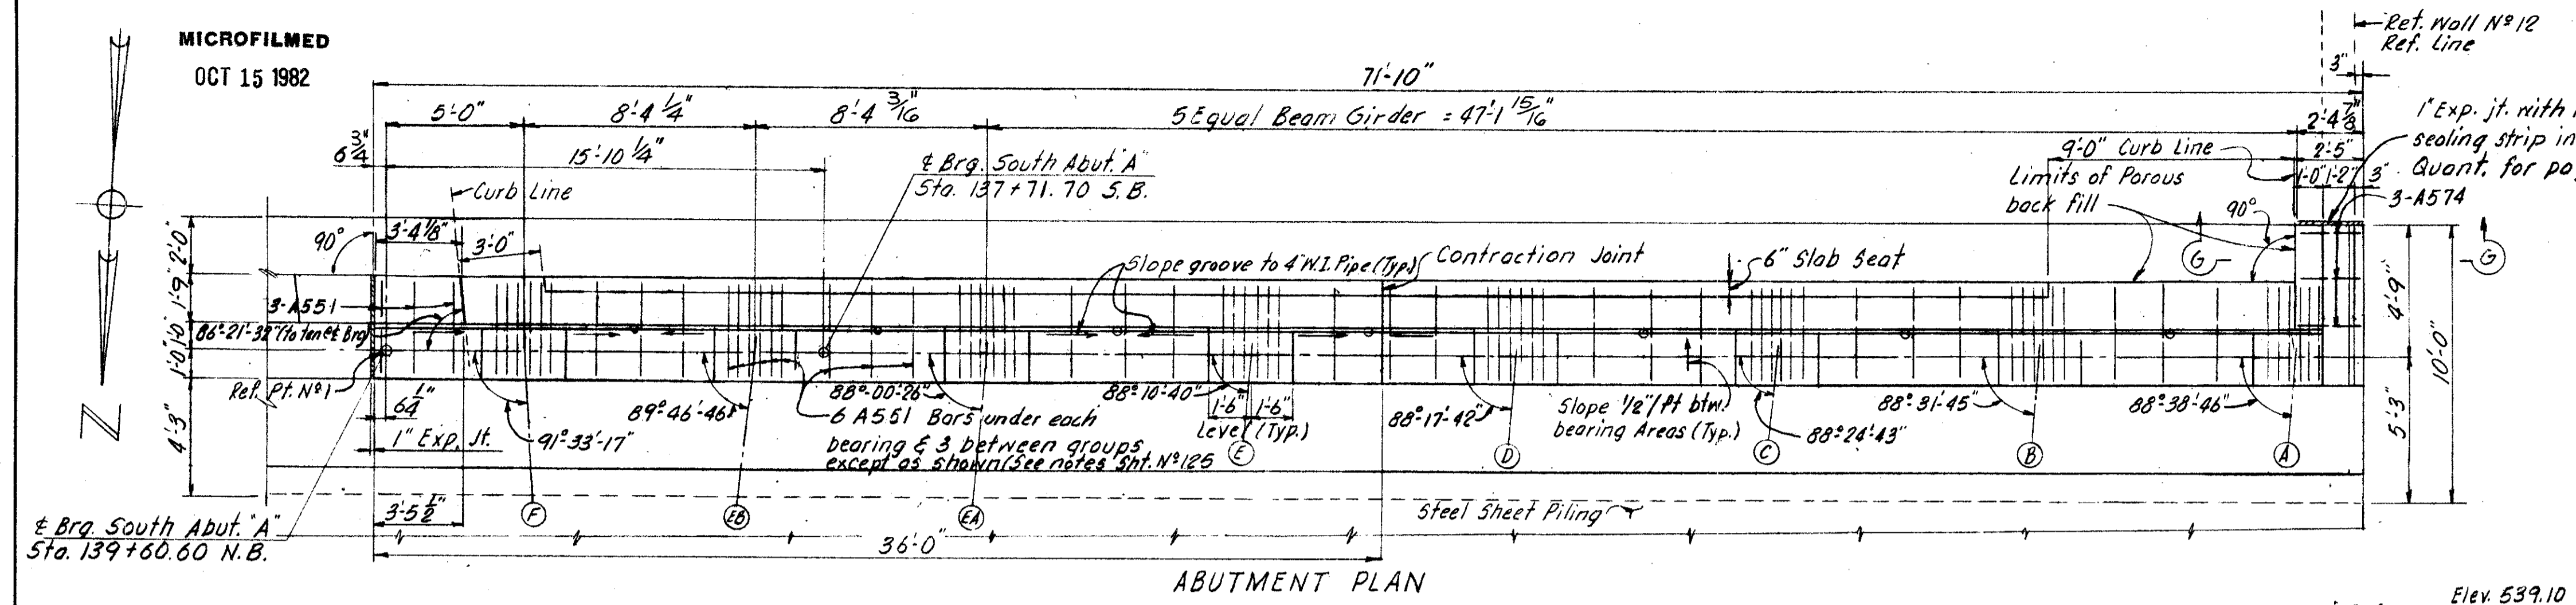 MICROFILMED
OCT 15 1982
Ret. Wall Nº 12
Ref. Line
3"
71'-10"
5'-0"
8'-4 1/4"
8'-4 3/16"
5 Equal Beam Girder = 47'-1 15/16"
2'-4 7/8"
1" Exp. jt. with
sealing strip in
Quant. for pa
6 3/4"
15'-10 1/4"
¢ Brg. South Abut. "A"
Sta. 137+71.70 S.B.
9'-0" Curb Line
2'-5"
1'-0" 1'-2" 3"
Limits of Porous
back fill
3-A574
Curb Line
90°
3'-4 1/8"
3'-0"
2'-0"
1'-9"
1'-0"
1'-0"
4'-3"
Slope groove to 4" W.I. Pipe (Typ.)
Contraction Joint
6" Slab Seat
90°
G
G
4'-9"
10'-0"
5'-3"
3-A551
86°-21'-32" (to tan @ ¢ Brg)
Ref. Pt. Nº 1
6 1/4"
1" Exp. Jt.
91°-33'-17"
89°-46'-46"
88°-00'-26"
6 A551 Bars under each
bearing & 3 between groups
except as shown (See notes Sht. Nº 125
88°-10'-40"
1'-6" 1'-6"
Level (Typ.)
88°-17'-42"
Slope 1/2"/ft btw.
bearing Areas (Typ.)
88°-24'-43"
88°-31'-45"
88°-38'-46"
N
F
EB
EA
E
D
C
B
A
3'-5 1/2"
Steel Sheet Piling
¢ Brg. South Abut. "A"
Sta. 139+60.60 N.B.
36'-0"
ABUTMENT PLAN
Elev. 539.10